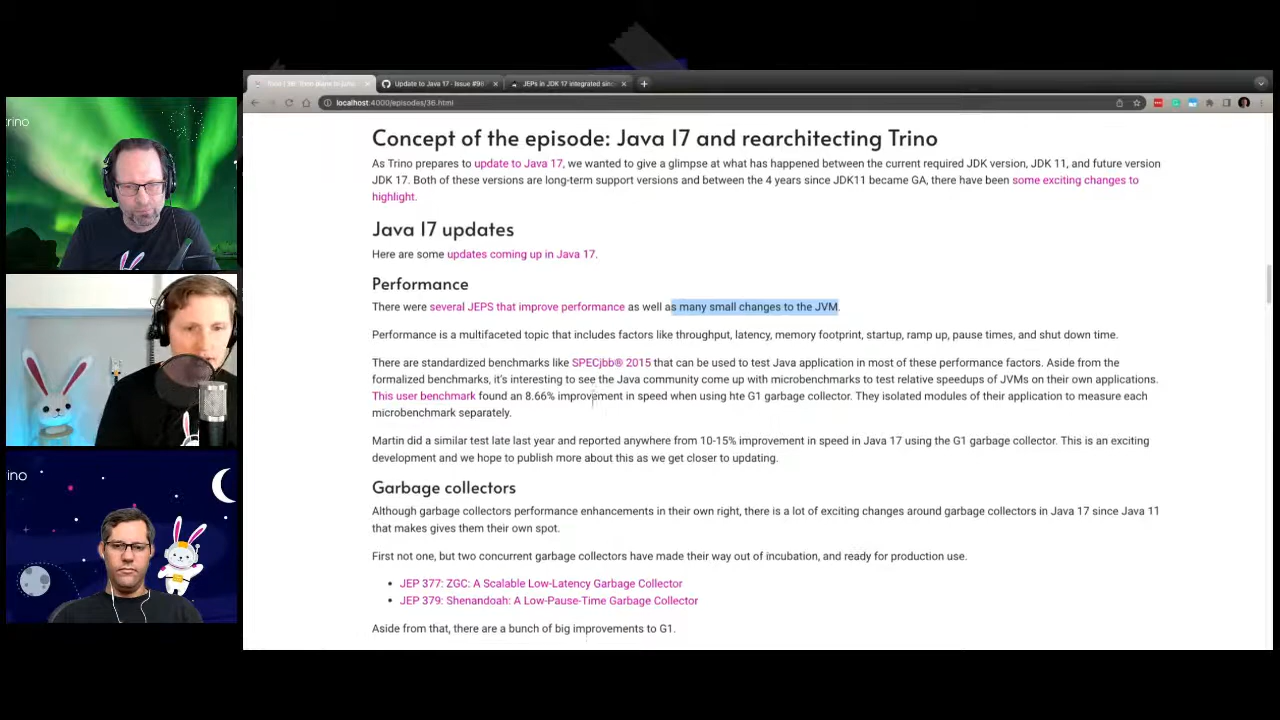 trino
rino
Update to Java 17 · Issue #98
JEPs in JDK 17 integrated sinc
localhost:4000/episodes/36.html
Concept of the episode: Java 17 and rearchitecting Trino
As Trino prepares to update to Java 17, we wanted to give a glimpse at what has happened between the current required JDK version, JDK 11, and future version
JDK 17. Both of these versions are long-term support versions and between the 4 years since JDK11 became GA, there have been some exciting changes to
highlight.
Java 17 updates
Here are some updates coming up in Java 17.
Performance
There were several JEPS that improve performance as well as many small changes to the JVM.
Performance is a multifaceted topic that includes factors like throughput, latency, memory footprint, startup, ramp up, pause times, and shut down time.
There are standardized benchmarks like SPECjbb® 2015 that can be used to test Java application in most of these performance factors. Aside from the
formalized benchmarks, it's interesting to see the Java community come up with microbenchmarks to test relative speedups of JVMs on their own applications.
This user benchmark found an 8.66% improvement in speed when using hte G1 garbage collector. They isolated modules of their application to measure each
microbenchmark separately.
Martin did a similar test late last year and reported anywhere from 10-15% improvement in speed in Java 17 using the G1 garbage collector. This is an exciting
development and we hope to publish more about this as we get closer to updating.
Garbage collectors
Although garbage collectors performance enhancements in their own right, there is a lot of exciting changes around garbage collectors in Java 17 since Java 11
that makes gives them their own spot.
First not one, but two concurrent garbage collectors have made their way out of incubation, and ready for production use.
• JEP 377: ZGC: A Scalable Low-Latency Garbage Collector
• JEP 379: Shenandoah: A Low-Pause-Time Garbage Collector
Aside from that, there are a bunch of big improvements to G1.
ino